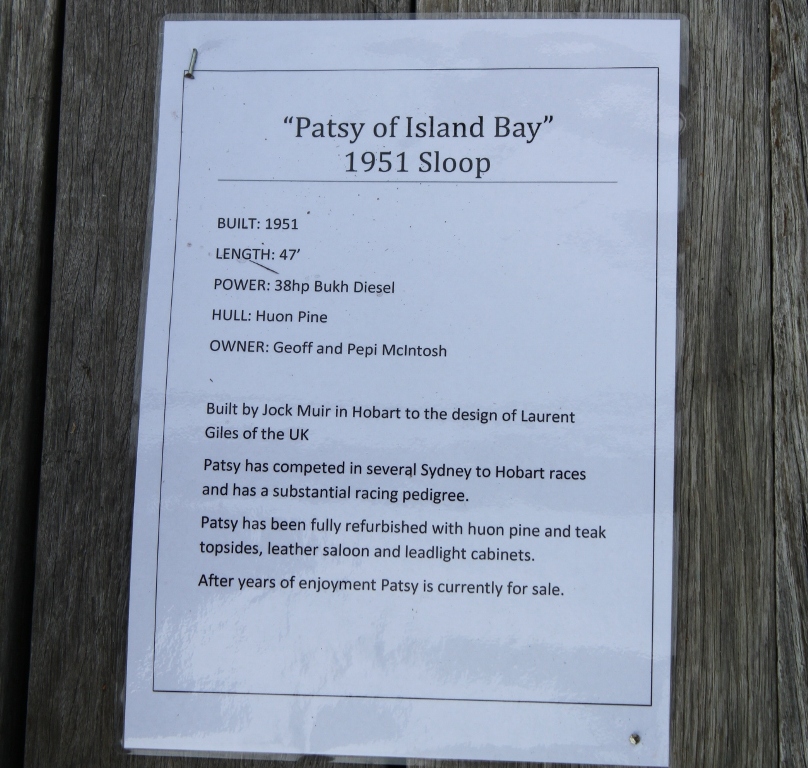 “Patsy of Island Bay”
1951 Sloop
BUILT: 1951
LENGTH: 47’
POWER: 38hp Bukh Diesel
HULL: Huon Pine
OWNER: Geoff and Pepi McIntosh
Built by Jock Muir in Hobart to the design of Laurent
Giles of the UK
Patsy has competed in several Sydney to Hobart races
and has a substantial racing pedigree.
Patsy has been fully refurbished with huon pine and teak
topsides, leather saloon and leadlight cabinets.
After years of enjoyment Patsy is currently for sale.